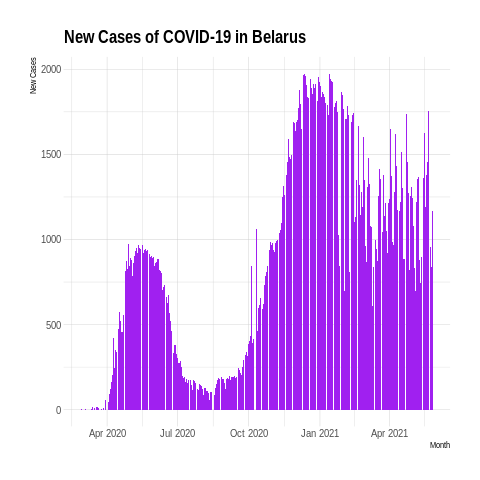 New Cases of COVID-19 in Belarus
New Cases
2000
1500
1000
500
0
Apr 2020
Jul 2020
Oct 2020
Jan 2021
Apr 2021
Month